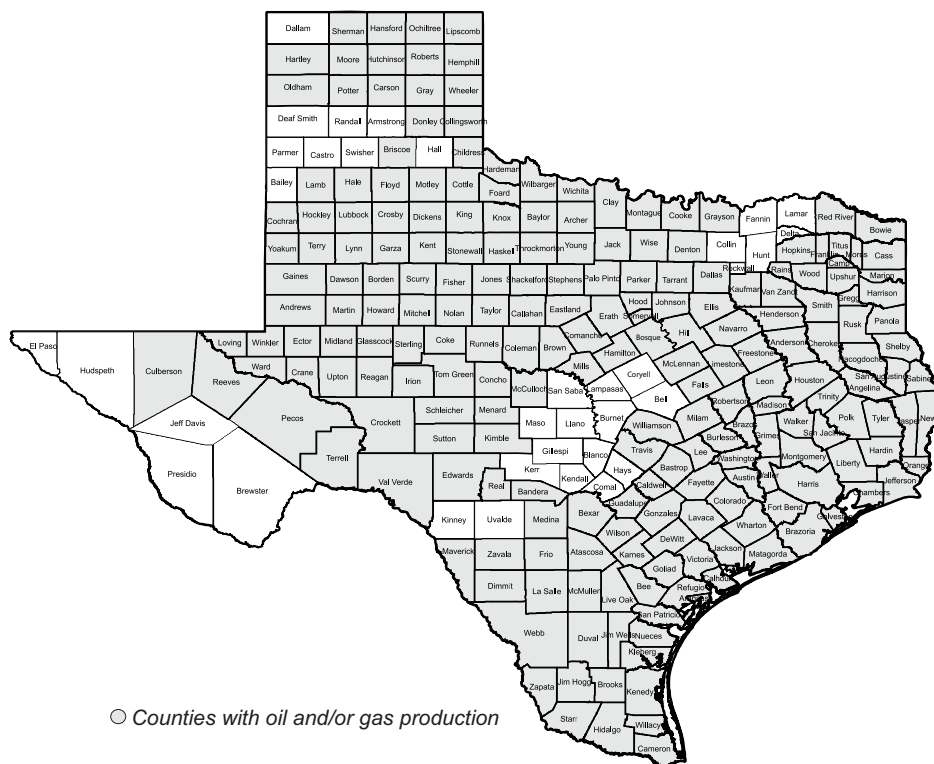 Dallam Sherman Hansford Ochiltree Lipscomb
Hartley Moore Hutchinson Roberts Hemphill
Oldham Potter Carson Gray Wheeler
Deaf Smith Randall Armstrong Donley Collingsworth
Parmer Castro Swisher Briscoe Hall Childress
Hardeman
Bailey Lamb Hale Floyd Motley Cottle Foard Wilbarger Wichita
Clay Montague Cooke Grayson Fannin Lamar Red River Bowie
Cochran Hockley Lubbock Crosby Dickens King Knox Baylor Archer
Delta
Yoakum Terry Lynn Garza Kent Stonewall Haskel Throckmorton Young Jack Wise Denton Collin Hunt Hopkins Franklin Titus Morris Cass
Rockwall Rains Wood Camp Upshur Marion
Gaines Dawson Borden Scurry Fisher Jones Shackelford Stephens Palo Pinto Parker Tarrant Dallas Kaufman Van Zandt Smith Gregg Harrison
Andrews Martin Howard Mitchell Nolan Taylor Callahan Eastland Erath Hood Somervell Johnson Ellis Henderson Rusk Panola
El Paso Hudspeth Culberson Reeves Loving Winkler Ector Midland Glasscock Sterling Coke Runnels Coleman Brown Comanche Bosque Hill Navarro Anderson Cherokee Nacogdoches Shelby
Ward Crane Upton Reagan Irion Tom Green Concho McCulloch Mills Hamilton McLennan Limestone Freestone Leon Houston Angelina San Augustine Sabine
San Saba Lampasas Coryell Bell Falls Robertson Madison Trinity
Jeff Davis Pecos Crockett Schleicher Menard Maso Llano Burnet Williamson Milam Brazos Grimes Walker San Jacinto Polk Tyler Jasper New
Terrell Sutton Kimble Gillespi Blanco Travis Lee Burleson Washington Montgomery Liberty Hardin Orange
Presidio Brewster Val Verde Edwards Real Kerr Kendall Comal Hays Bastrop Caldwell Fayette Austin Waller Harris Chambers Jefferson
Bandera Guadalup Gonzales Colorado Fort Bend Galveston
Kinney Uvalde Medina Bexar Wilson Lavaca Wharton Brazoria
Maverick Zavala Frio Atascosa Karnes DeWitt Victoria Jackson Matagorda
Dimmit La Salle McMullen Live Oak Bee Goliad Refugio Calhoun
San Patricio
Webb Duval Jim Wells Nueces
Kleberg
Zapata Jim Hogg Brooks Kenedy
Starr Hidalgo Willacy
Cameron
Counties with oil and/or gas production